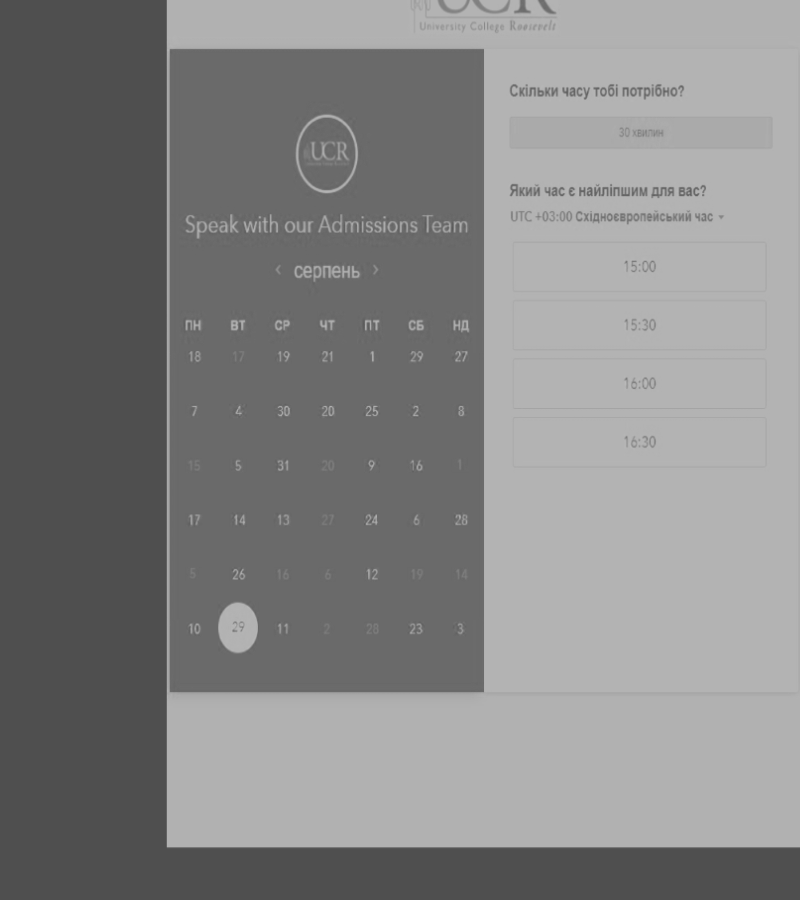 UCR
University College Roosevelt
UCR
Speak with our Admissions Team
‹ серпень ›
ПН ВТ СР ЧТ ПТ СБ НД
18 17 19 21 1 29 27
7 4 30 20 25 2 8
15 5 31 20 9 16 1
17 14 13 27 24 6 28
5 26 16 6 12 19 14
10 29 11 2 28 23 3
Скільки часу тобі потрібно?
30 хвилин
Який час є найліпшим для вас?
UTC +03:00 Східноєвропейський час
15:00
15:30
16:00
16:30